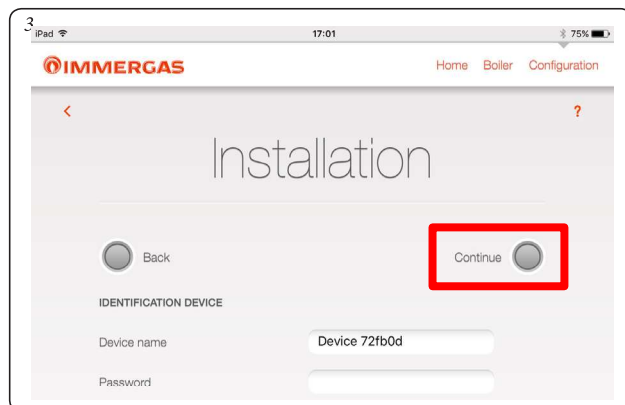 3
iPad 17:01 75%
IMMERGAS Home Boiler Configuration
< ?
Installation
Back Continue
IDENTIFICATION DEVICE
Device name Device 72fb0d
Password